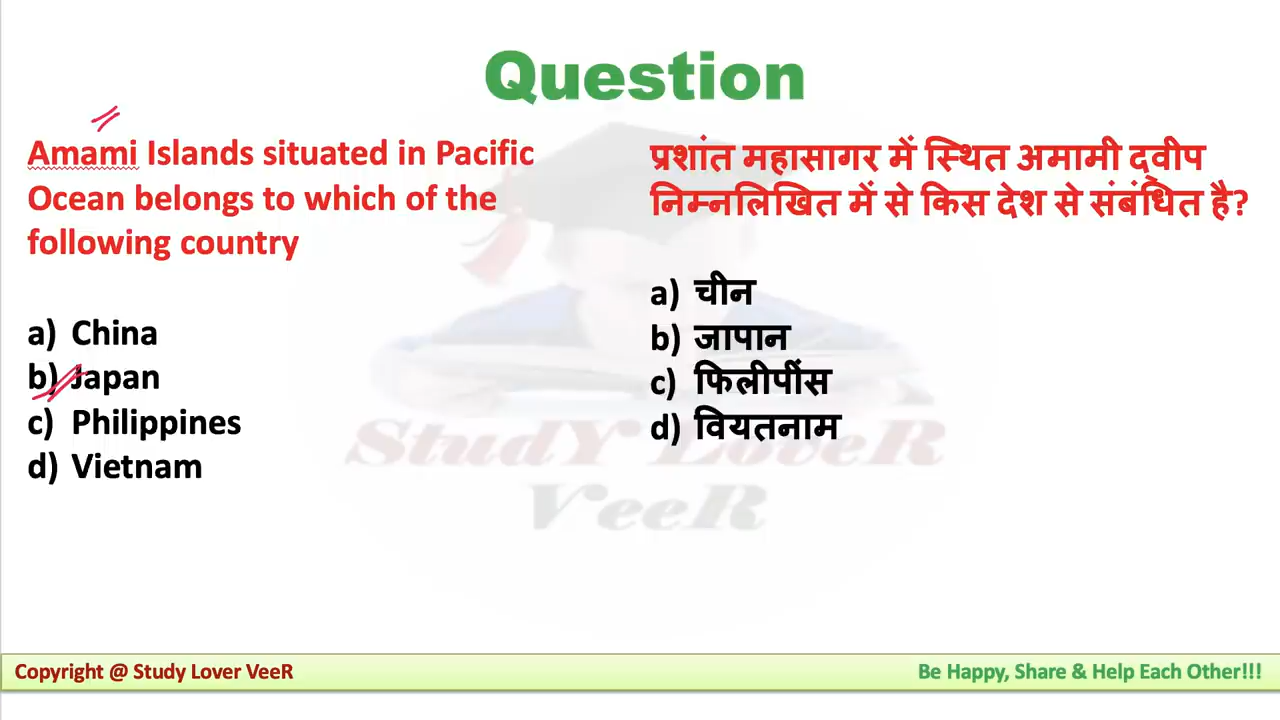 Question
Amami Islands situated in Pacific
Ocean belongs to which of the
following country
a) China
b) Japan
c) Philippines
d) Vietnam
प्रशांत महासागर में स्थित अमामी द्वीप
निम्नलिखित में से किस देश से संबंधित है?
a) चीन
b) जापान
c) फिलीपींस
d) वियतनाम
StudY LoveR
VeeR
Copyright @ Study Lover VeeR
Be Happy, Share & Help Each Other!!!